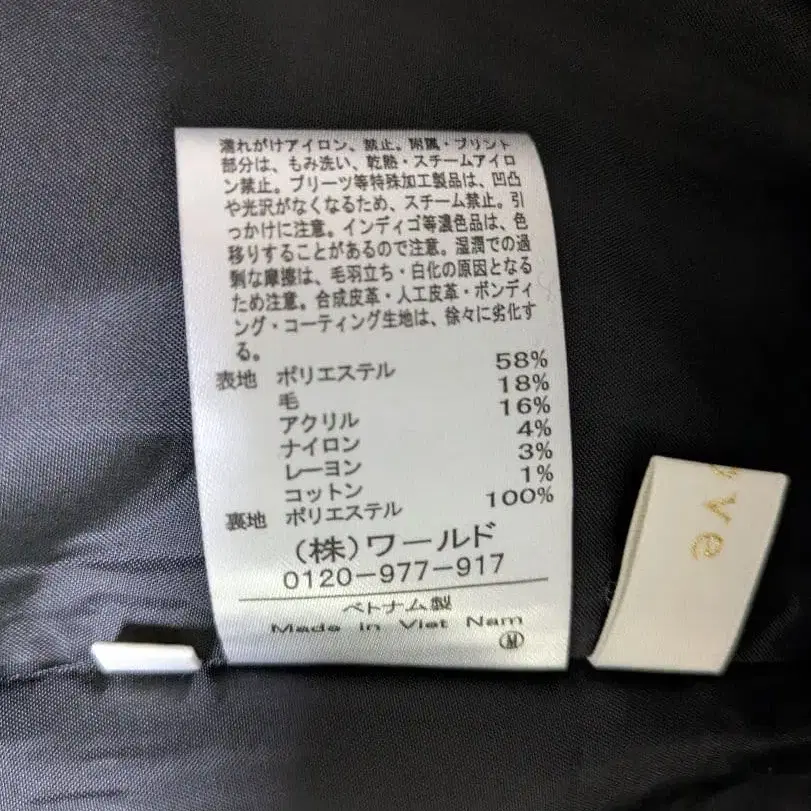 濡れがけアイロン、禁止。附属・プリント
部分は、もみ洗い、乾熱・スチームアイロ
ン禁止。プリーツ等特殊加工製品は、凹凸
や光沢がなくなるため、スチーム禁止。引
っかけに注意。インディゴ等濃色品は、色
移りすることがあるので注意。湿潤での過
剰な摩擦は、毛羽立ち・白化の原因となる
ため注意。合成皮革・人工皮革・ボンディ
ング・コーティング生地は、徐々に劣化す
る。
表地 ポリエステル 58%
毛 18%
アクリル 16%
ナイロン 4%
レーヨン 3%
コットン 1%
裏地 ポリエステル 100%
(株)ワールド
0120-977-917
ベトナム製
Made in Viet Nam
M